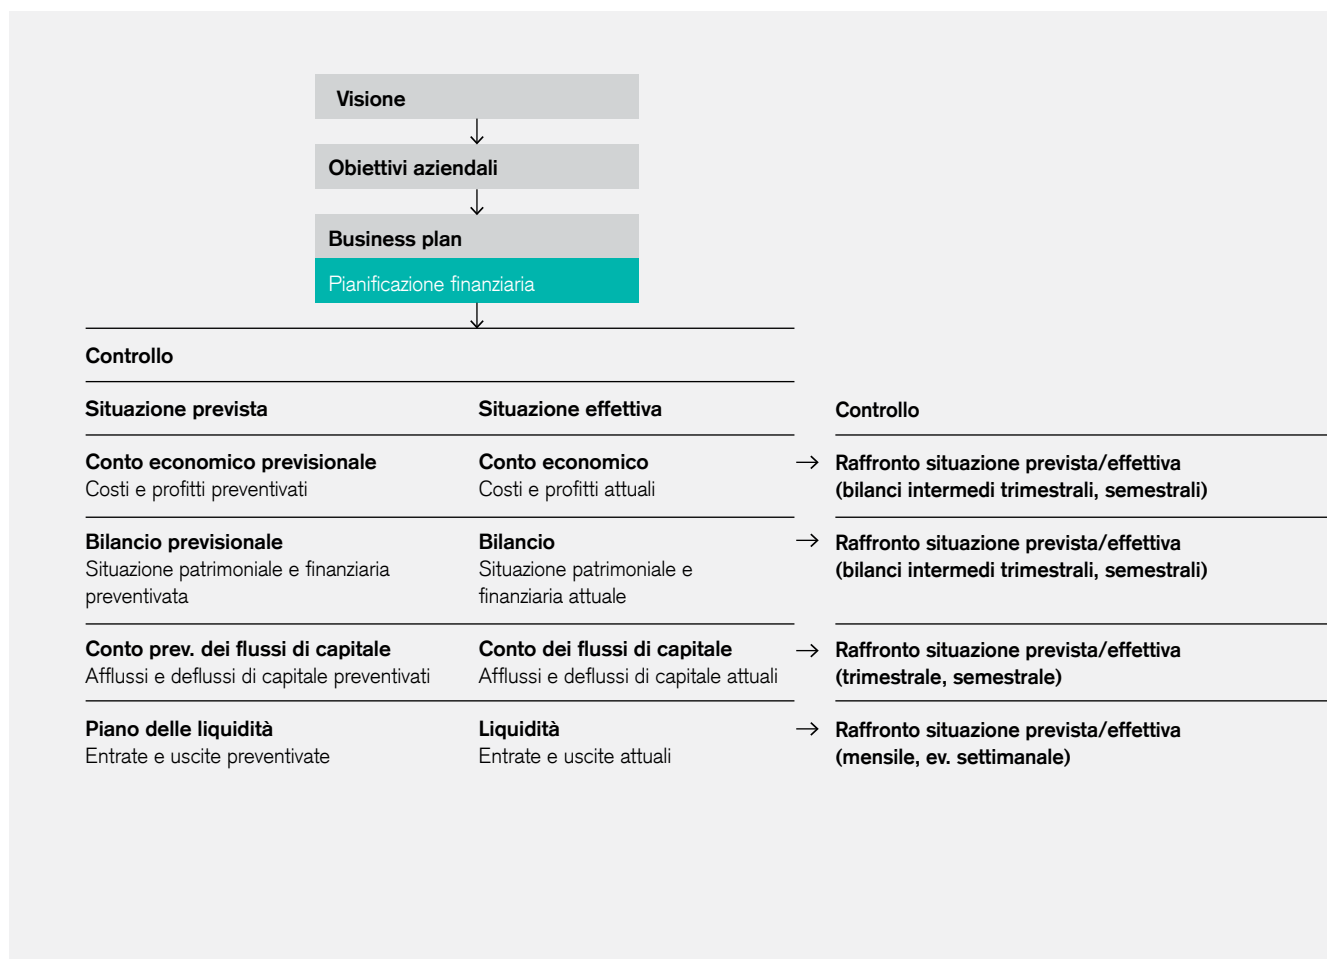 Visione
Obiettivi aziendali
Business plan
Pianificazione finanziaria
Controllo
Situazione prevista
Situazione effettiva
Controllo
Conto economico previsionale
Costi e profitti preventivati
Conto economico
Costi e profitti attuali
Raffronto situazione prevista/effettiva
(bilanci intermedi trimestrali, semestrali)
Bilancio previsionale
Situazione patrimoniale e finanziaria
preventivata
Bilancio
Situazione patrimoniale e
finanziaria attuale
Raffronto situazione prevista/effettiva
(bilanci intermedi trimestrali, semestrali)
Conto prev. dei flussi di capitale
Afflussi e deflussi di capitale preventivati
Conto dei flussi di capitale
Afflussi e deflussi di capitale attuali
Raffronto situazione prevista/effettiva
(trimestrale, semestrale)
Piano delle liquidità
Entrate e uscite preventivate
Liquidità
Entrate e uscite attuali
Raffronto situazione prevista/effettiva
(mensile, ev. settimanale)